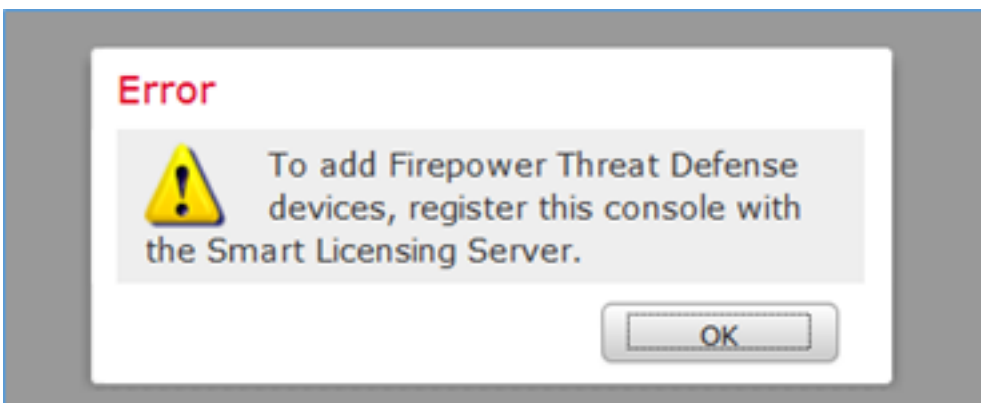 Error
To add Firepower Threat Defense
devices, register this console with
the Smart Licensing Server.
OK